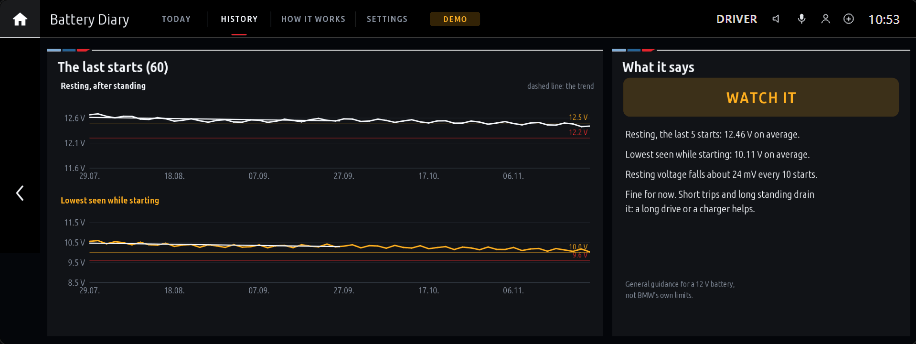 Battery Diary TODAY HISTORY HOW IT WORKS SETTINGS DEMO DRIVER 10:53
The last starts (60)
Resting, after standing dashed line: the trend
12.6 V 12.5 V
12.2 V
12.1 V
11.6 V
29.07. 18.08. 07.09. 27.09. 17.10. 06.11.
Lowest seen while starting
11.5 V
10.5 V 10.0 V
9.6 V
9.5 V
8.5 V
29.07. 18.08. 07.09. 27.09. 17.10. 06.11.
What it says
WATCH IT
Resting, the last 5 starts: 12.46 V on average.
Lowest seen while starting: 10.11 V on average.
Resting voltage falls about 24 mV every 10 starts.
Fine for now. Short trips and long standing drain
it: a long drive or a charger helps.
General guidance for a 12 V battery,
not BMW's own limits.